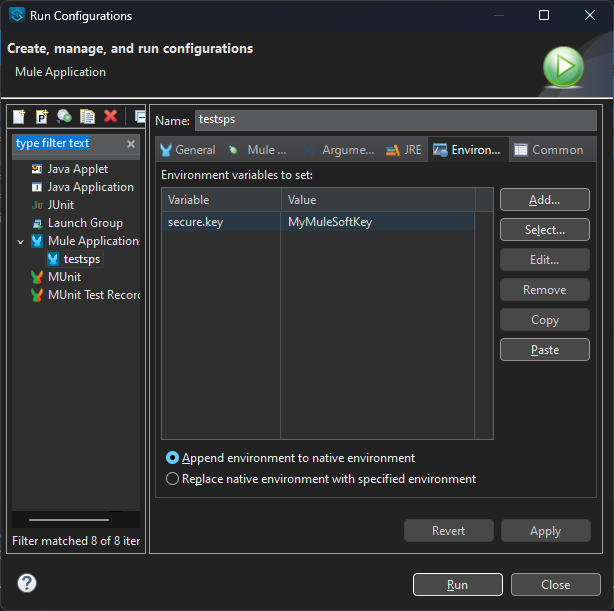 Run Configurations
Create, manage, and run configurations
Mule Application
type filter text
Java Applet
Java Application
JUnit
Launch Group
Mule Application
testsps
MUnit
MUnit Test Recor
Filter matched 8 of 8 iter
Name: testsps
General Mule ... Argume... JRE Environ... Common
Environment variables to set:
Variable Value
secure.key MyMuleSoftKey
Add...
Select...
Edit...
Remove
Copy
Paste
Append environment to native environment
Replace native environment with specified environment
Revert Apply
Run Close